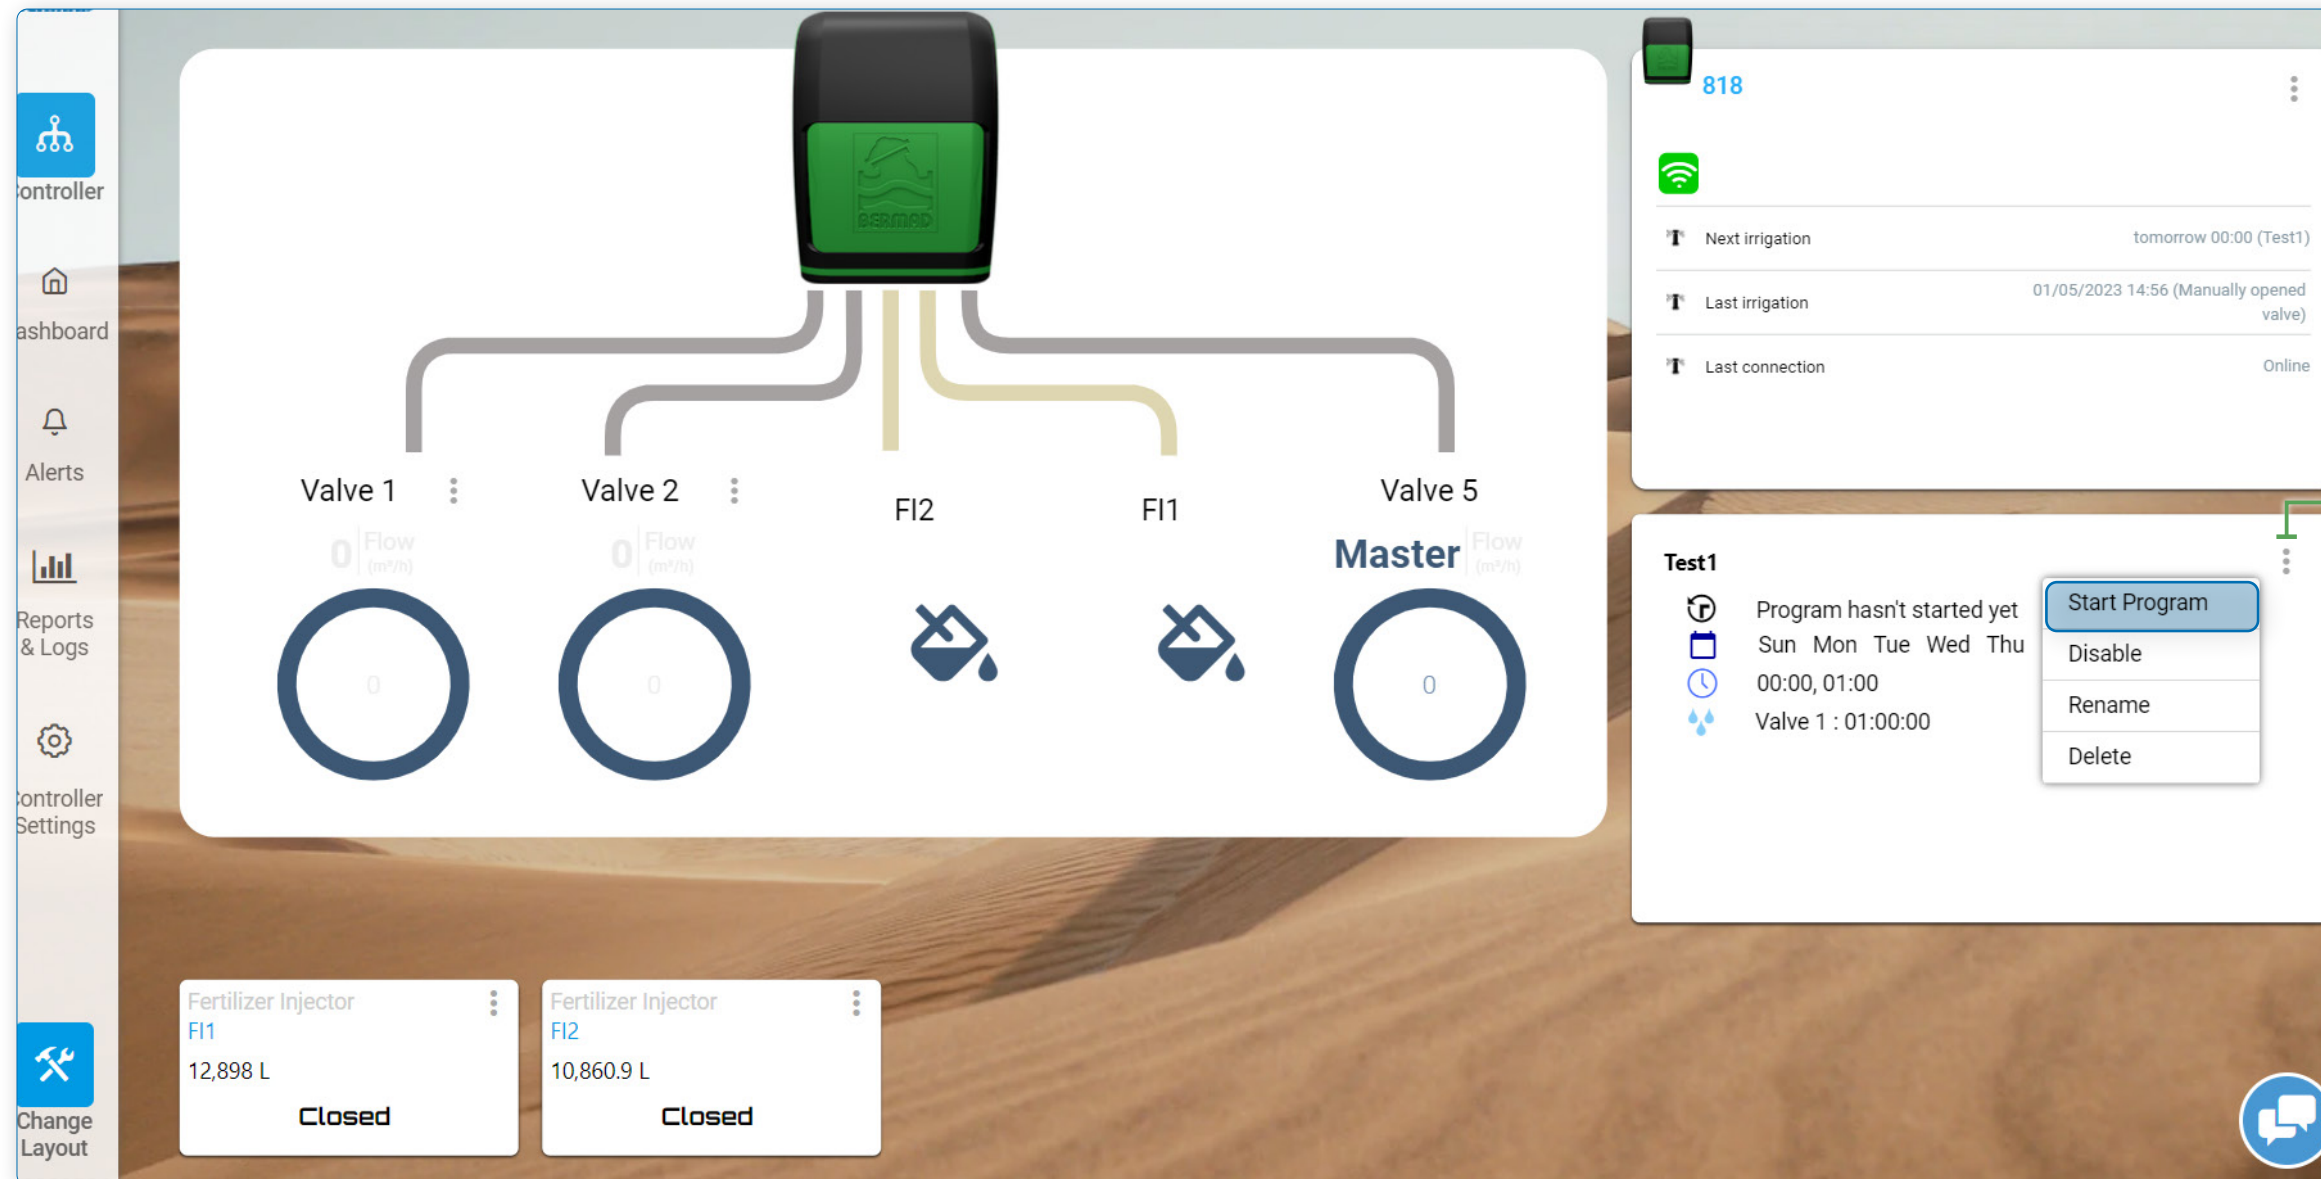 BERMAD
818
Controller
Next irrigation tomorrow 00:00 (Test1)
Last irrigation 01/05/2023 14:56 (Manually opened
valve)
Last connection Online
ashboard
Alerts
Reports
& Logs
ontroller
Settings
Change
Layout
Valve 1
0 Flow
(m³/h)
0
Valve 2
0 Flow
(m³/h)
0
FI2
FI1
Valve 5
Master Flow
(m³/h)
0
Test1
Program hasn't started yet
Sun Mon Tue Wed Thu
00:00, 01:00
Valve 1 : 01:00:00
Start Program
Disable
Rename
Delete
Fertilizer Injector
FI1
12,898 L
Closed
Fertilizer Injector
FI2
10,860.9 L
Closed